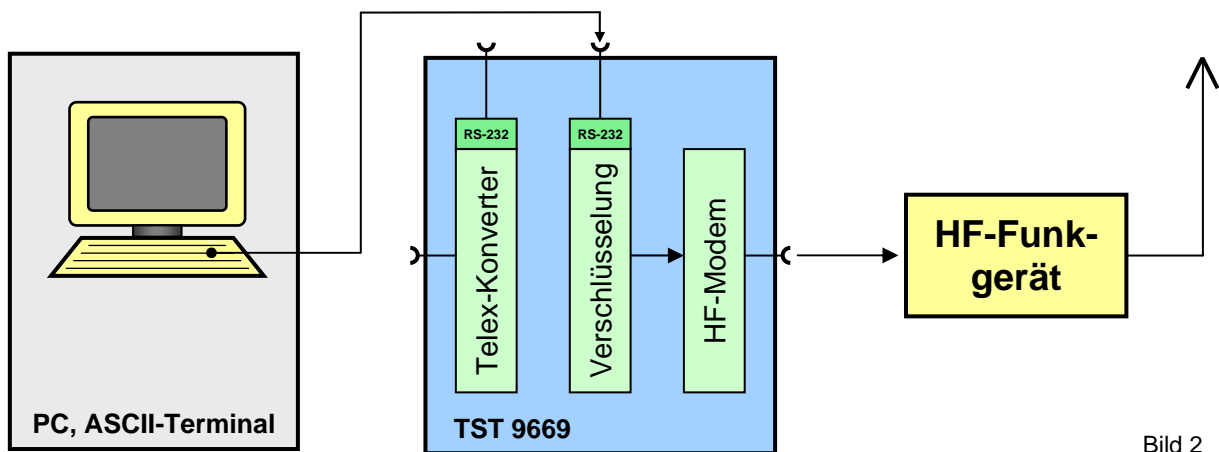 RS-232
RS-232
Telex-Konverter
Verschlüsselung
HF-Modem
HF-Funk-
gerät
PC, ASCII-Terminal
TST 9669
Bild 2